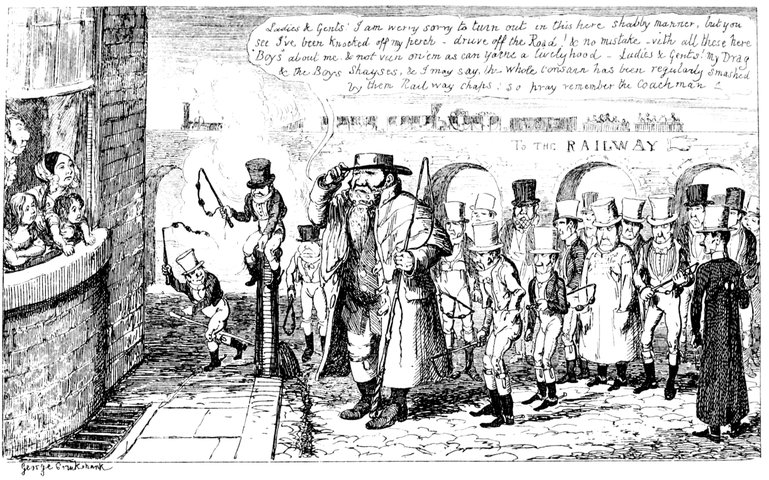 Ladies & Gents! I am werry sorry to turn out in this here shabby manner, but you
see I've been knocked off my perch - druve off the Road! & no mistake - vith all these here
"Boys" about me, & not vun on'em as can yarne a livelyhood - Ladies & Gents! my Drag
& the Boys Shayses, & I may say, the whole consarn has been regularly Smashed
by them Railway chaps! so pray remember the Coachman!
To THE RAILWAY
George Cruikshank